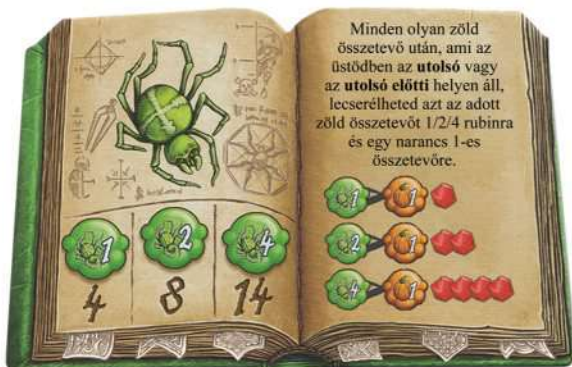 1 2 4
4 8 14
Minden olyan zöld
összetevő után, ami az
üstödben az utolsó vagy
az utolsó előtti helyen áll,
lecserélheted azt az adott
zöld összetevőt 1/2/4 rubinra
és egy narancs 1-es
összetevőre.
1 1
2 1
4 1